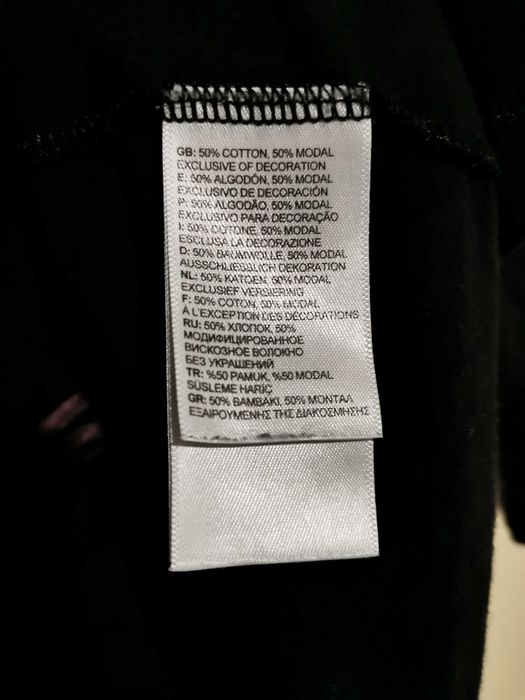 GB: 50% COTTON, 50% MODAL
EXCLUSIVE OF DECORATION
E: 50% ALGODÓN, 50% MODAL
EXCLUSIVO DE DECORACIÓN
P: 50% ALGODÃO, 50% MODAL
EXCLUSIVO PARA DECORAÇÃO
I: 50% COTONE, 50% MODAL
ESCLUSA LA DECORAZIONE
D: 50% BAUMWOLLE, 50% MODAL
AUSSCHLIESSLICH DEKORATION
NL: 50% KATOEN, 50% MODAL
EXCLUSIEF VERSIERING
F: 50% COTON, 50% MODAL
À L'EXCEPTION DES DÉCORATIONS
RU: 50% ХЛОПОК, 50%
МОДИФИЦИРОВАННОЕ
ВИСКОЗНОЕ ВОЛОКНО
БЕЗ УКРАШЕНИЙ
TR: %50 PAMUK, %50 MODAL
SÜSLEME HARİÇ
GR: 50% ΒΑΜΒΑΚΙ, 50% ΜΟΝΤΑΛ
ΕΞΑΙΡΟΥΜΕΝΗΣ ΤΗΣ ΔΙΑΚΟΣΜΗΣΗΣ